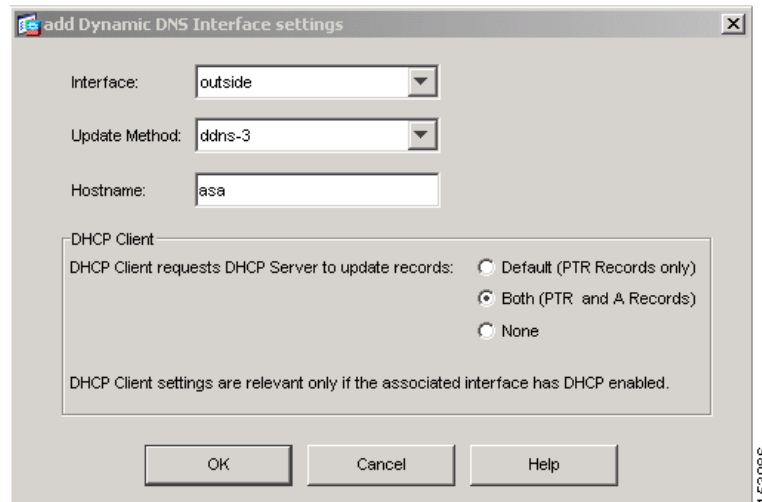 add Dynamic DNS Interface settings
Interface: outside
Update Method: ddns-3
Hostname: asa
DHCP Client
DHCP Client requests DHCP Server to update records: Default (PTR Records only)
Both (PTR and A Records)
None
DHCP Client settings are relevant only if the associated interface has DHCP enabled.
OK Cancel Help